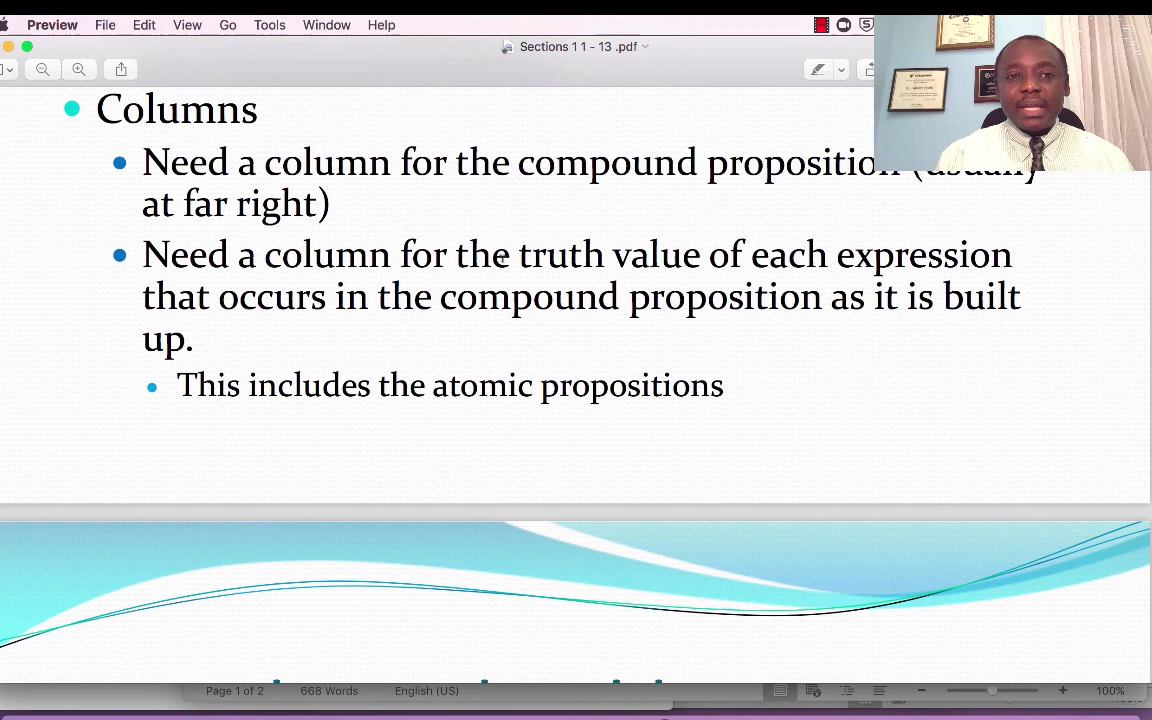 Preview File Edit View Go Tools Window Help
Sections 1 1 - 13 .pdf
Columns
Need a column for the compound proposition (usually
at far right)
Need a column for the truth value of each expression
that occurs in the compound proposition as it is built
up.
This includes the atomic propositions
Page 1 of 2 668 Words English (US) 100%